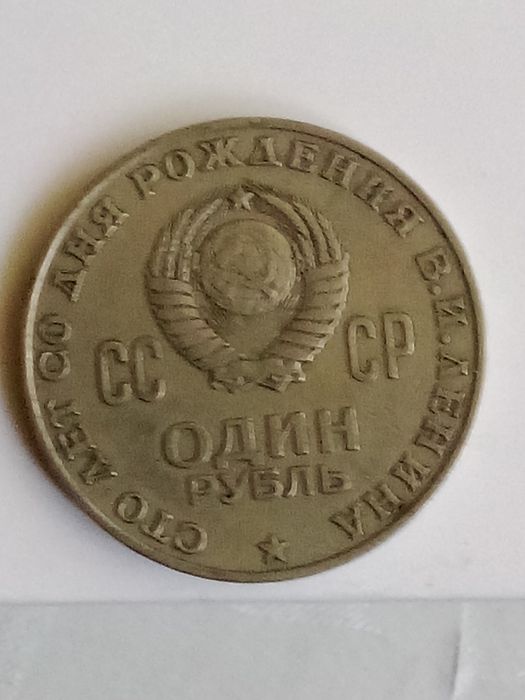 СТО ЛЕТ СО ДНЯ РОЖДЕНИЯ В.И.ЛЕНИНА
СС СР
ОДИН
РУБЛЬ